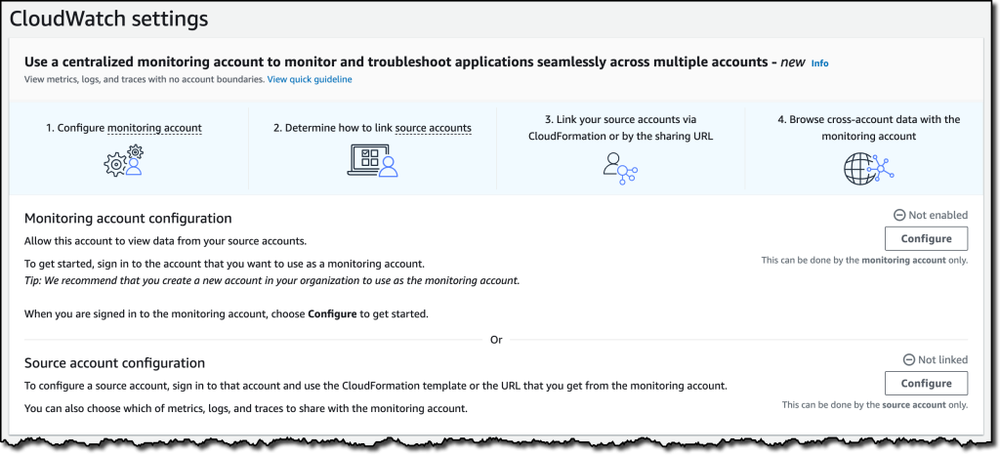 CloudWatch settings
Use a centralized monitoring account to monitor and troubleshoot applications seamlessly across multiple accounts - new Info
View metrics, logs, and traces with no account boundaries. View quick guideline
1. Configure monitoring account
2. Determine how to link source accounts
3. Link your source accounts via
CloudFormation or by the sharing URL
4. Browse cross-account data with the
monitoring account
Monitoring account configuration
Not enabled
Allow this account to view data from your source accounts.
Configure
To get started, sign in to the account that you want to use as a monitoring account.
This can be done by the monitoring account only.
Tip: We recommend that you create a new account in your organization to use as the monitoring account.
When you are signed in to the monitoring account, choose Configure to get started.
Or
Source account configuration
Not linked
To configure a source account, sign in to that account and use the CloudFormation template or the URL that you get from the monitoring account.
Configure
You can also choose which of metrics, logs, and traces to share with the monitoring account.
This can be done by the source account only.